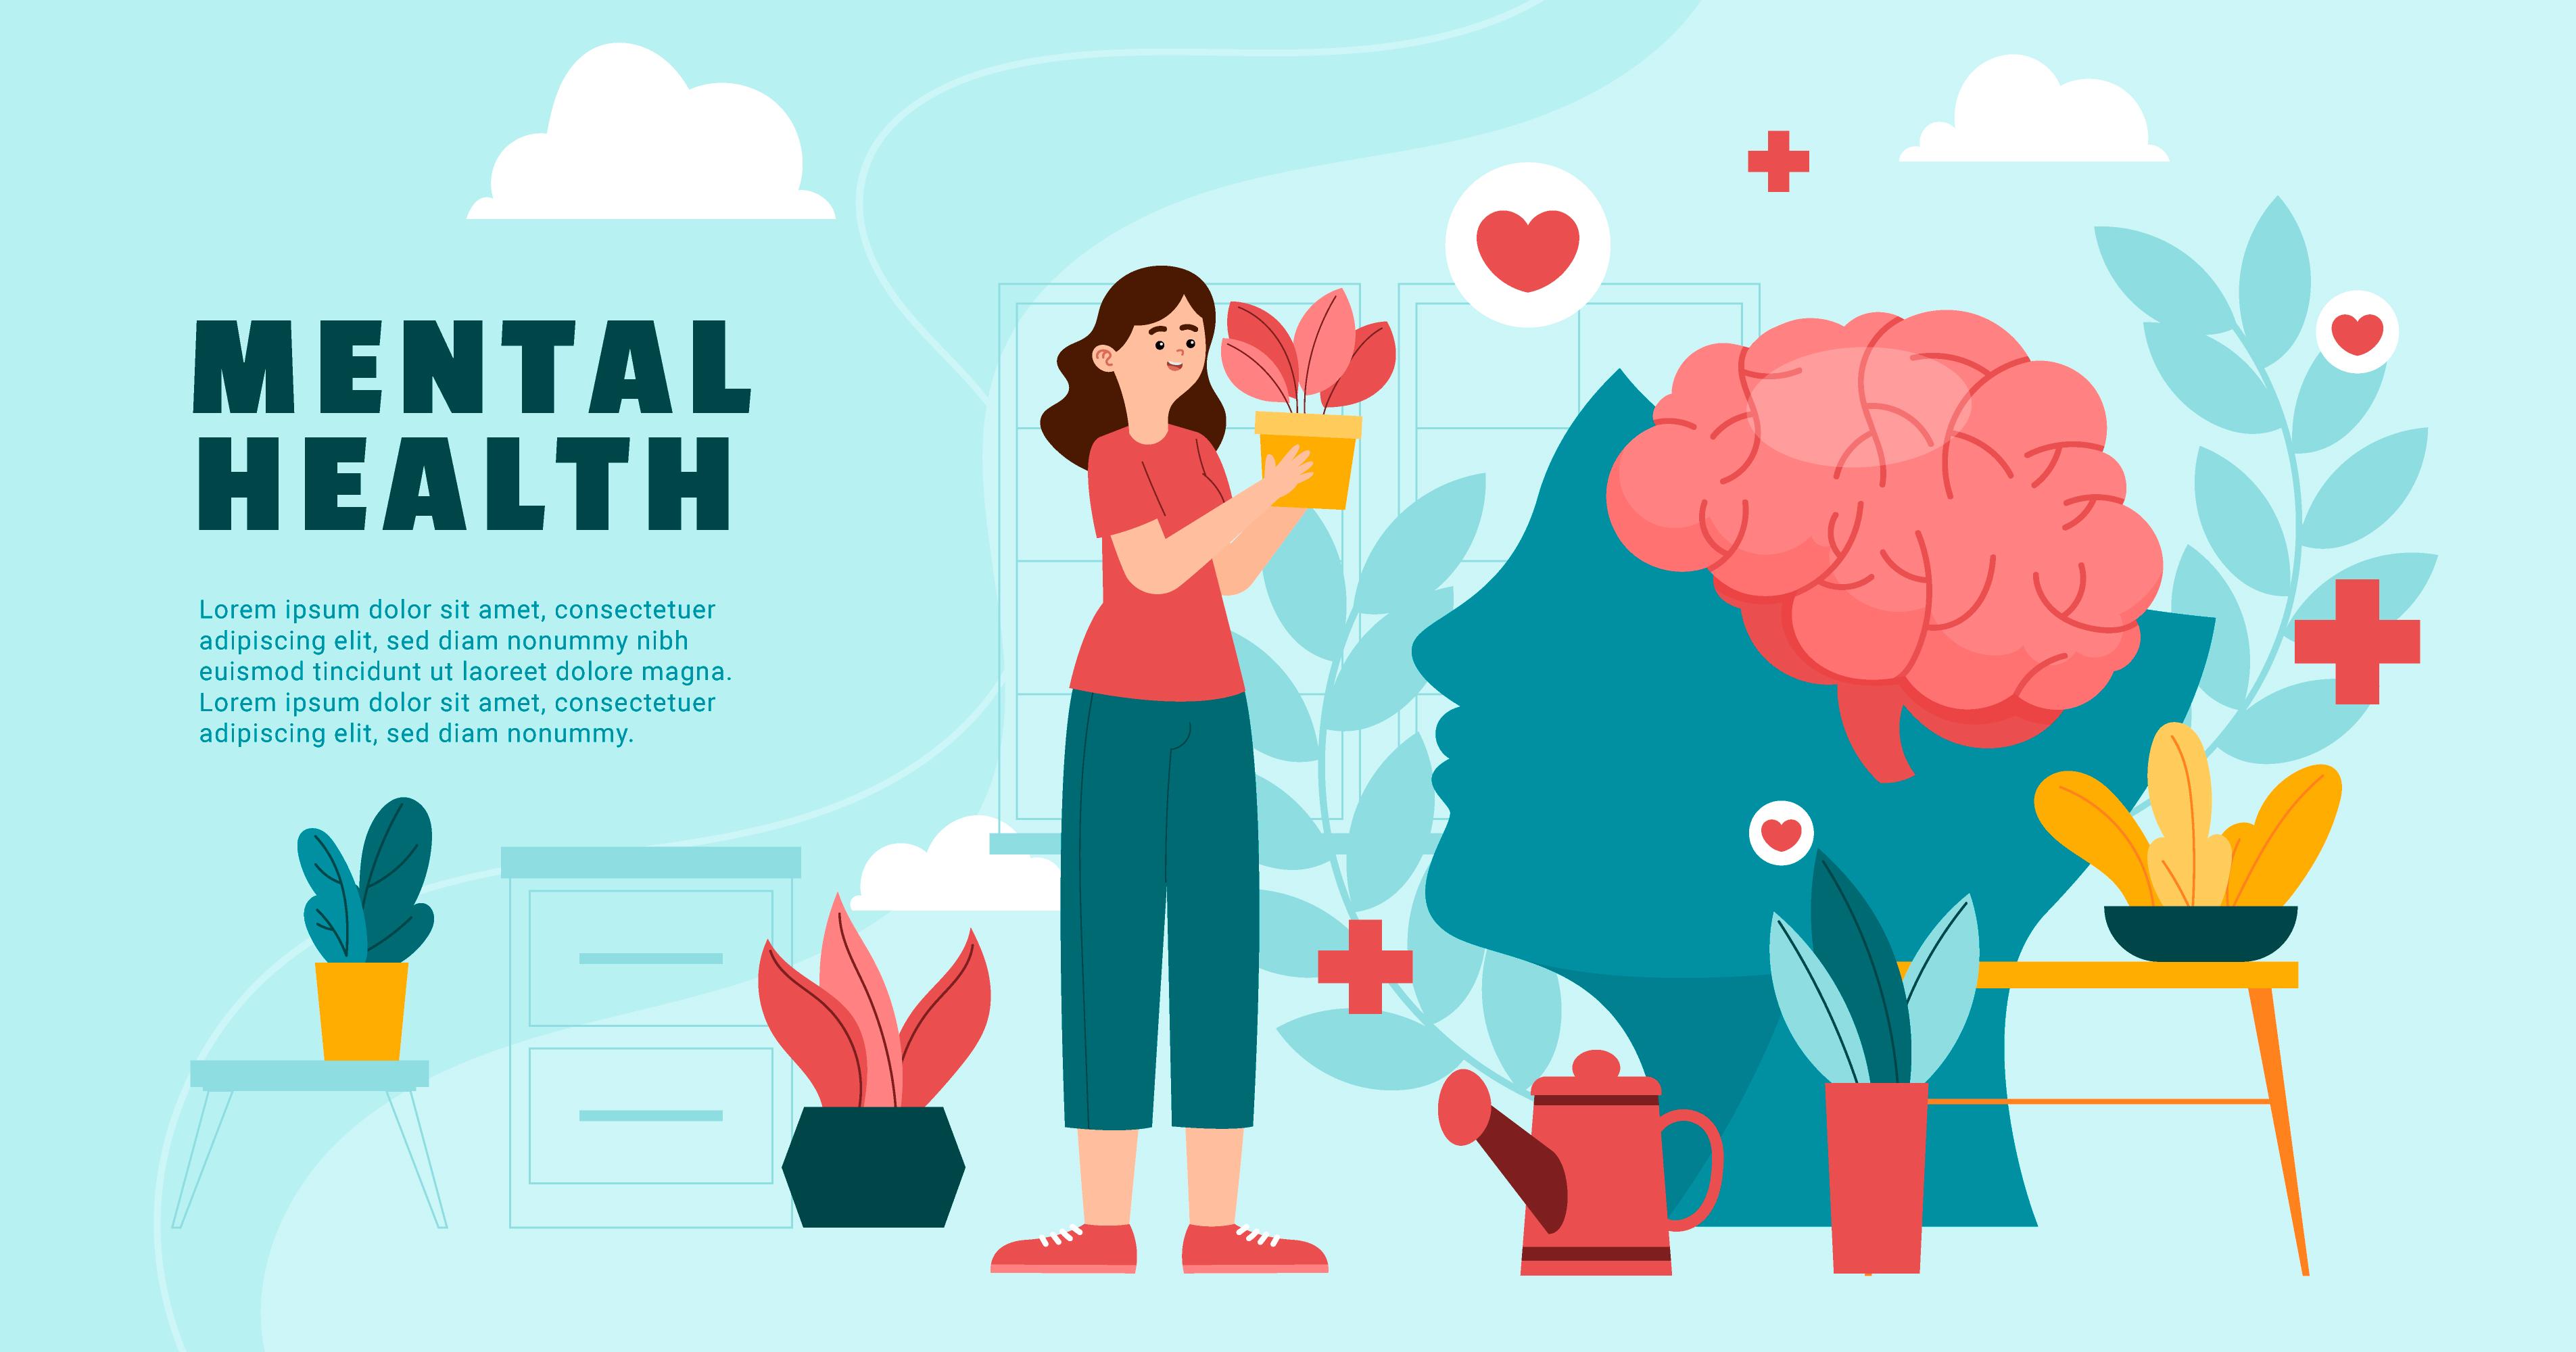 MENTAL
HEALTH
Lorem ipsum dolor sit amet, consectetuer
adipiscing elit, sed diam nonummy nibh
euismod tincidunt ut laoreet dolore magna.
Lorem ipsum dolor sit amet, consectetuer
adipiscing elit, sed diam nonummy.